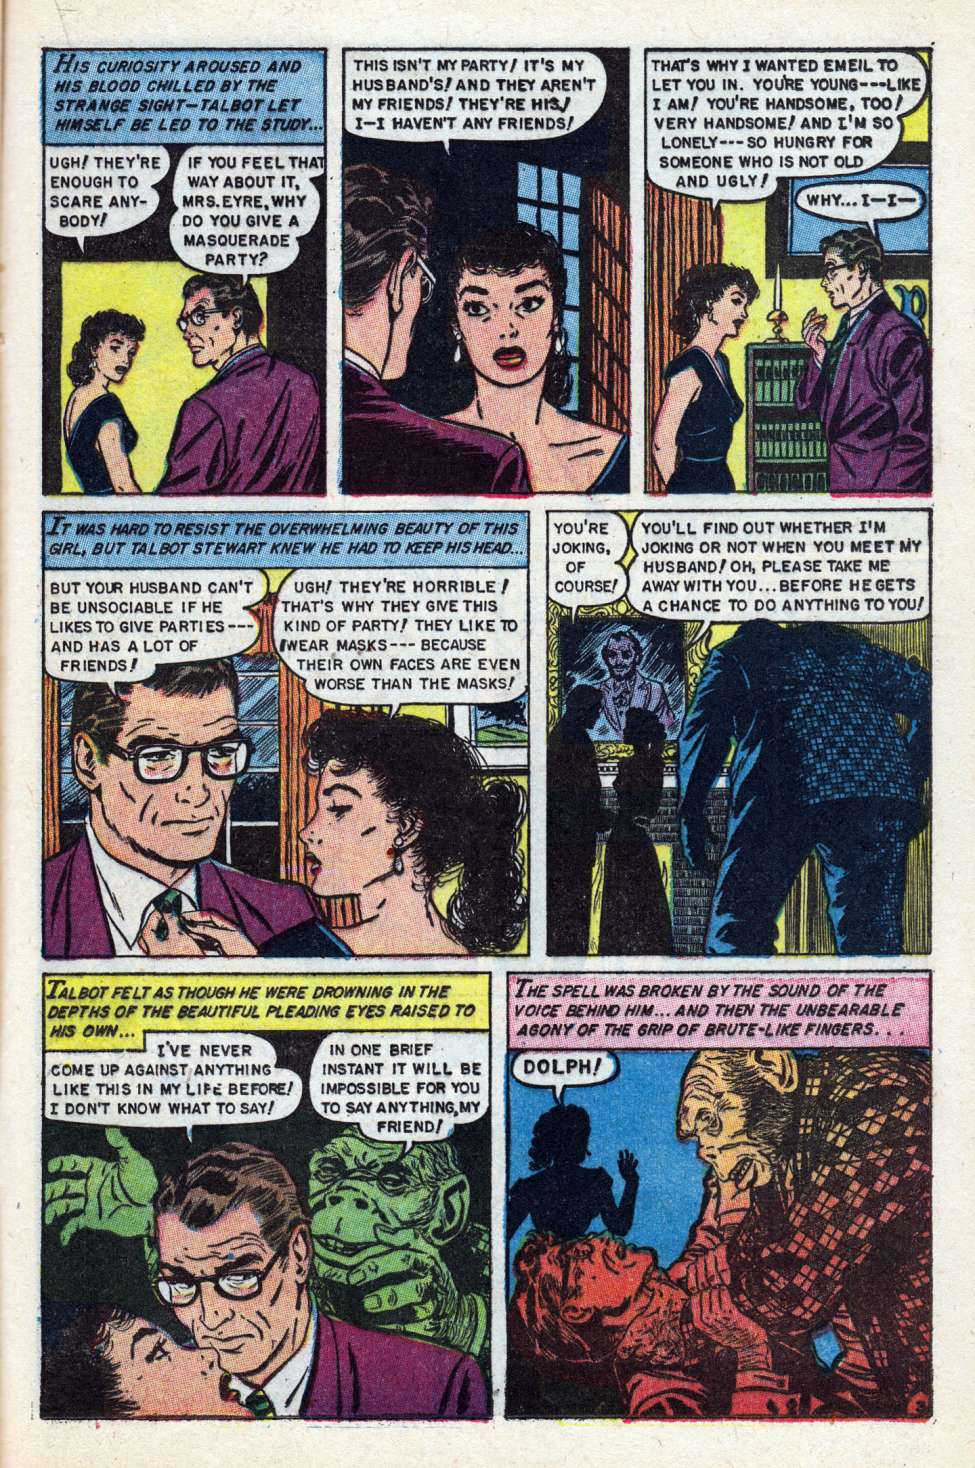 HIS CURIOSITY AROUSED AND
HIS BLOOD CHILLED BY THE
STRANGE SIGHT—TALBOT LET
HIMSELF BE LED TO THE STUDY...
UGH! THEY'RE
ENOUGH TO
SCARE ANY-
BODY!
IF YOU FEEL THAT
WAY ABOUT IT,
MRS. EYRE, WHY
DO YOU GIVE A
MASQUERADE
PARTY?
THIS ISN'T MY PARTY! IT'S MY
HUSBAND'S! AND THEY AREN'T
MY FRIENDS! THEY'RE HIS!
I—I HAVEN'T ANY FRIENDS!
THAT'S WHY I WANTED EMEIL TO
LET YOU IN. YOU'RE YOUNG---LIKE
I AM! YOU'RE HANDSOME, TOO!
VERY HANDSOME! AND I'M SO
LONELY---SO HUNGRY FOR
SOMEONE WHO IS NOT OLD
AND UGLY!
WHY... I—I—
IT WAS HARD TO RESIST THE OVERWHELMING BEAUTY OF THIS
GIRL, BUT TALBOT STEWART KNEW HE HAD TO KEEP HIS HEAD...
BUT YOUR HUSBAND CAN'T
BE UNSOCIABLE IF HE
LIKES TO GIVE PARTIES---
AND HAS A LOT OF
FRIENDS!
UGH! THEY'RE HORRIBLE!
THAT'S WHY THEY GIVE THIS
KIND OF PARTY! THEY LIKE TO
WEAR MASKS--- BECAUSE
THEIR OWN FACES ARE EVEN
WORSE THAN THE MASKS!
YOU'RE
JOKING,
OF
COURSE!
YOU'LL FIND OUT WHETHER I'M
JOKING OR NOT WHEN YOU MEET MY
HUSBAND! OH, PLEASE TAKE ME
AWAY WITH YOU... BEFORE HE GETS
A CHANCE TO DO ANYTHING TO YOU!
TALBOT FELT AS THOUGH HE WERE DROWNING IN THE
DEPTHS OF THE BEAUTIFUL PLEADING EYES RAISED TO
HIS OWN...
I'VE NEVER
COME UP AGAINST ANYTHING
LIKE THIS IN MY LIFE BEFORE!
I DON'T KNOW WHAT TO SAY!
IN ONE BRIEF
INSTANT IT WILL BE
IMPOSSIBLE FOR YOU
TO SAY ANYTHING, MY
FRIEND!
THE SPELL WAS BROKEN BY THE SOUND OF THE
VOICE BEHIND HIM... AND THEN THE UNBEARABLE
AGONY OF THE GRIP OF BRUTE-LIKE FINGERS...
DOLPH!